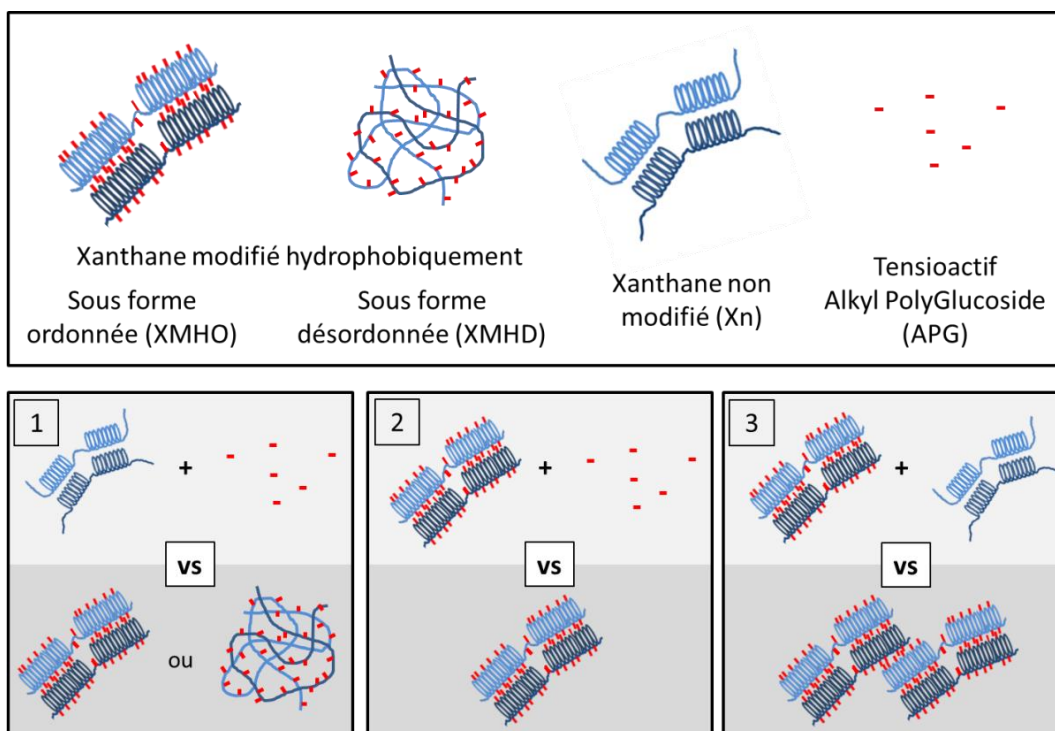 Xanthane modifié hydrophobiquement
Sous forme
ordonnée (XMHO)
Sous forme
désordonnée (XMHD)
Xanthane non
modifié (Xn)
Tensioactif
Alkyl PolyGlucoside
(APG)
1
+
vs
ou
2
+
vs
3
+
vs